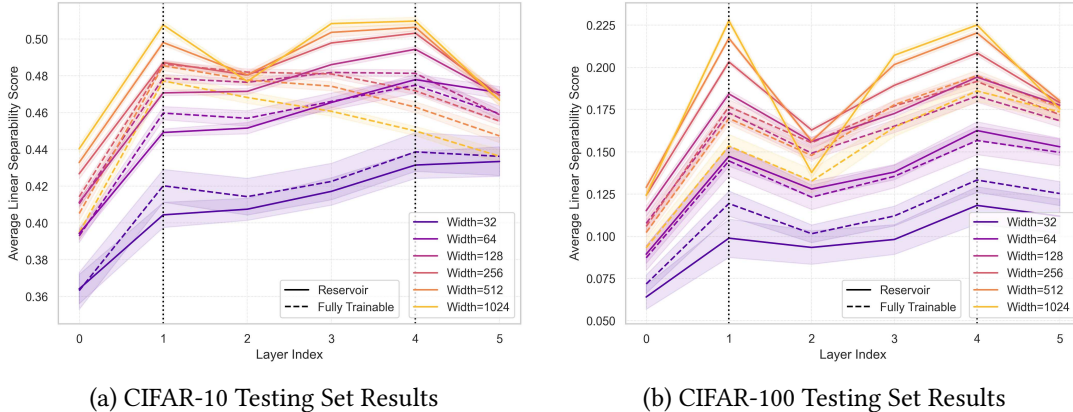 Average Linear Separability Score
0.50
0.48
0.46
0.44
0.42
0.40
0.38
0.36
0 1 2 3 4 5
Layer Index
Reservoir
Fully Trainable
Width=32
Width=64
Width=128
Width=256
Width=512
Width=1024
(a) CIFAR-10 Testing Set Results
Average Linear Separability Score
0.225
0.200
0.175
0.150
0.125
0.100
0.075
0.050
0 1 2 3 4 5
Layer Index
Reservoir
Fully Trainable
Width=32
Width=64
Width=128
Width=256
Width=512
Width=1024
(b) CIFAR-100 Testing Set Results